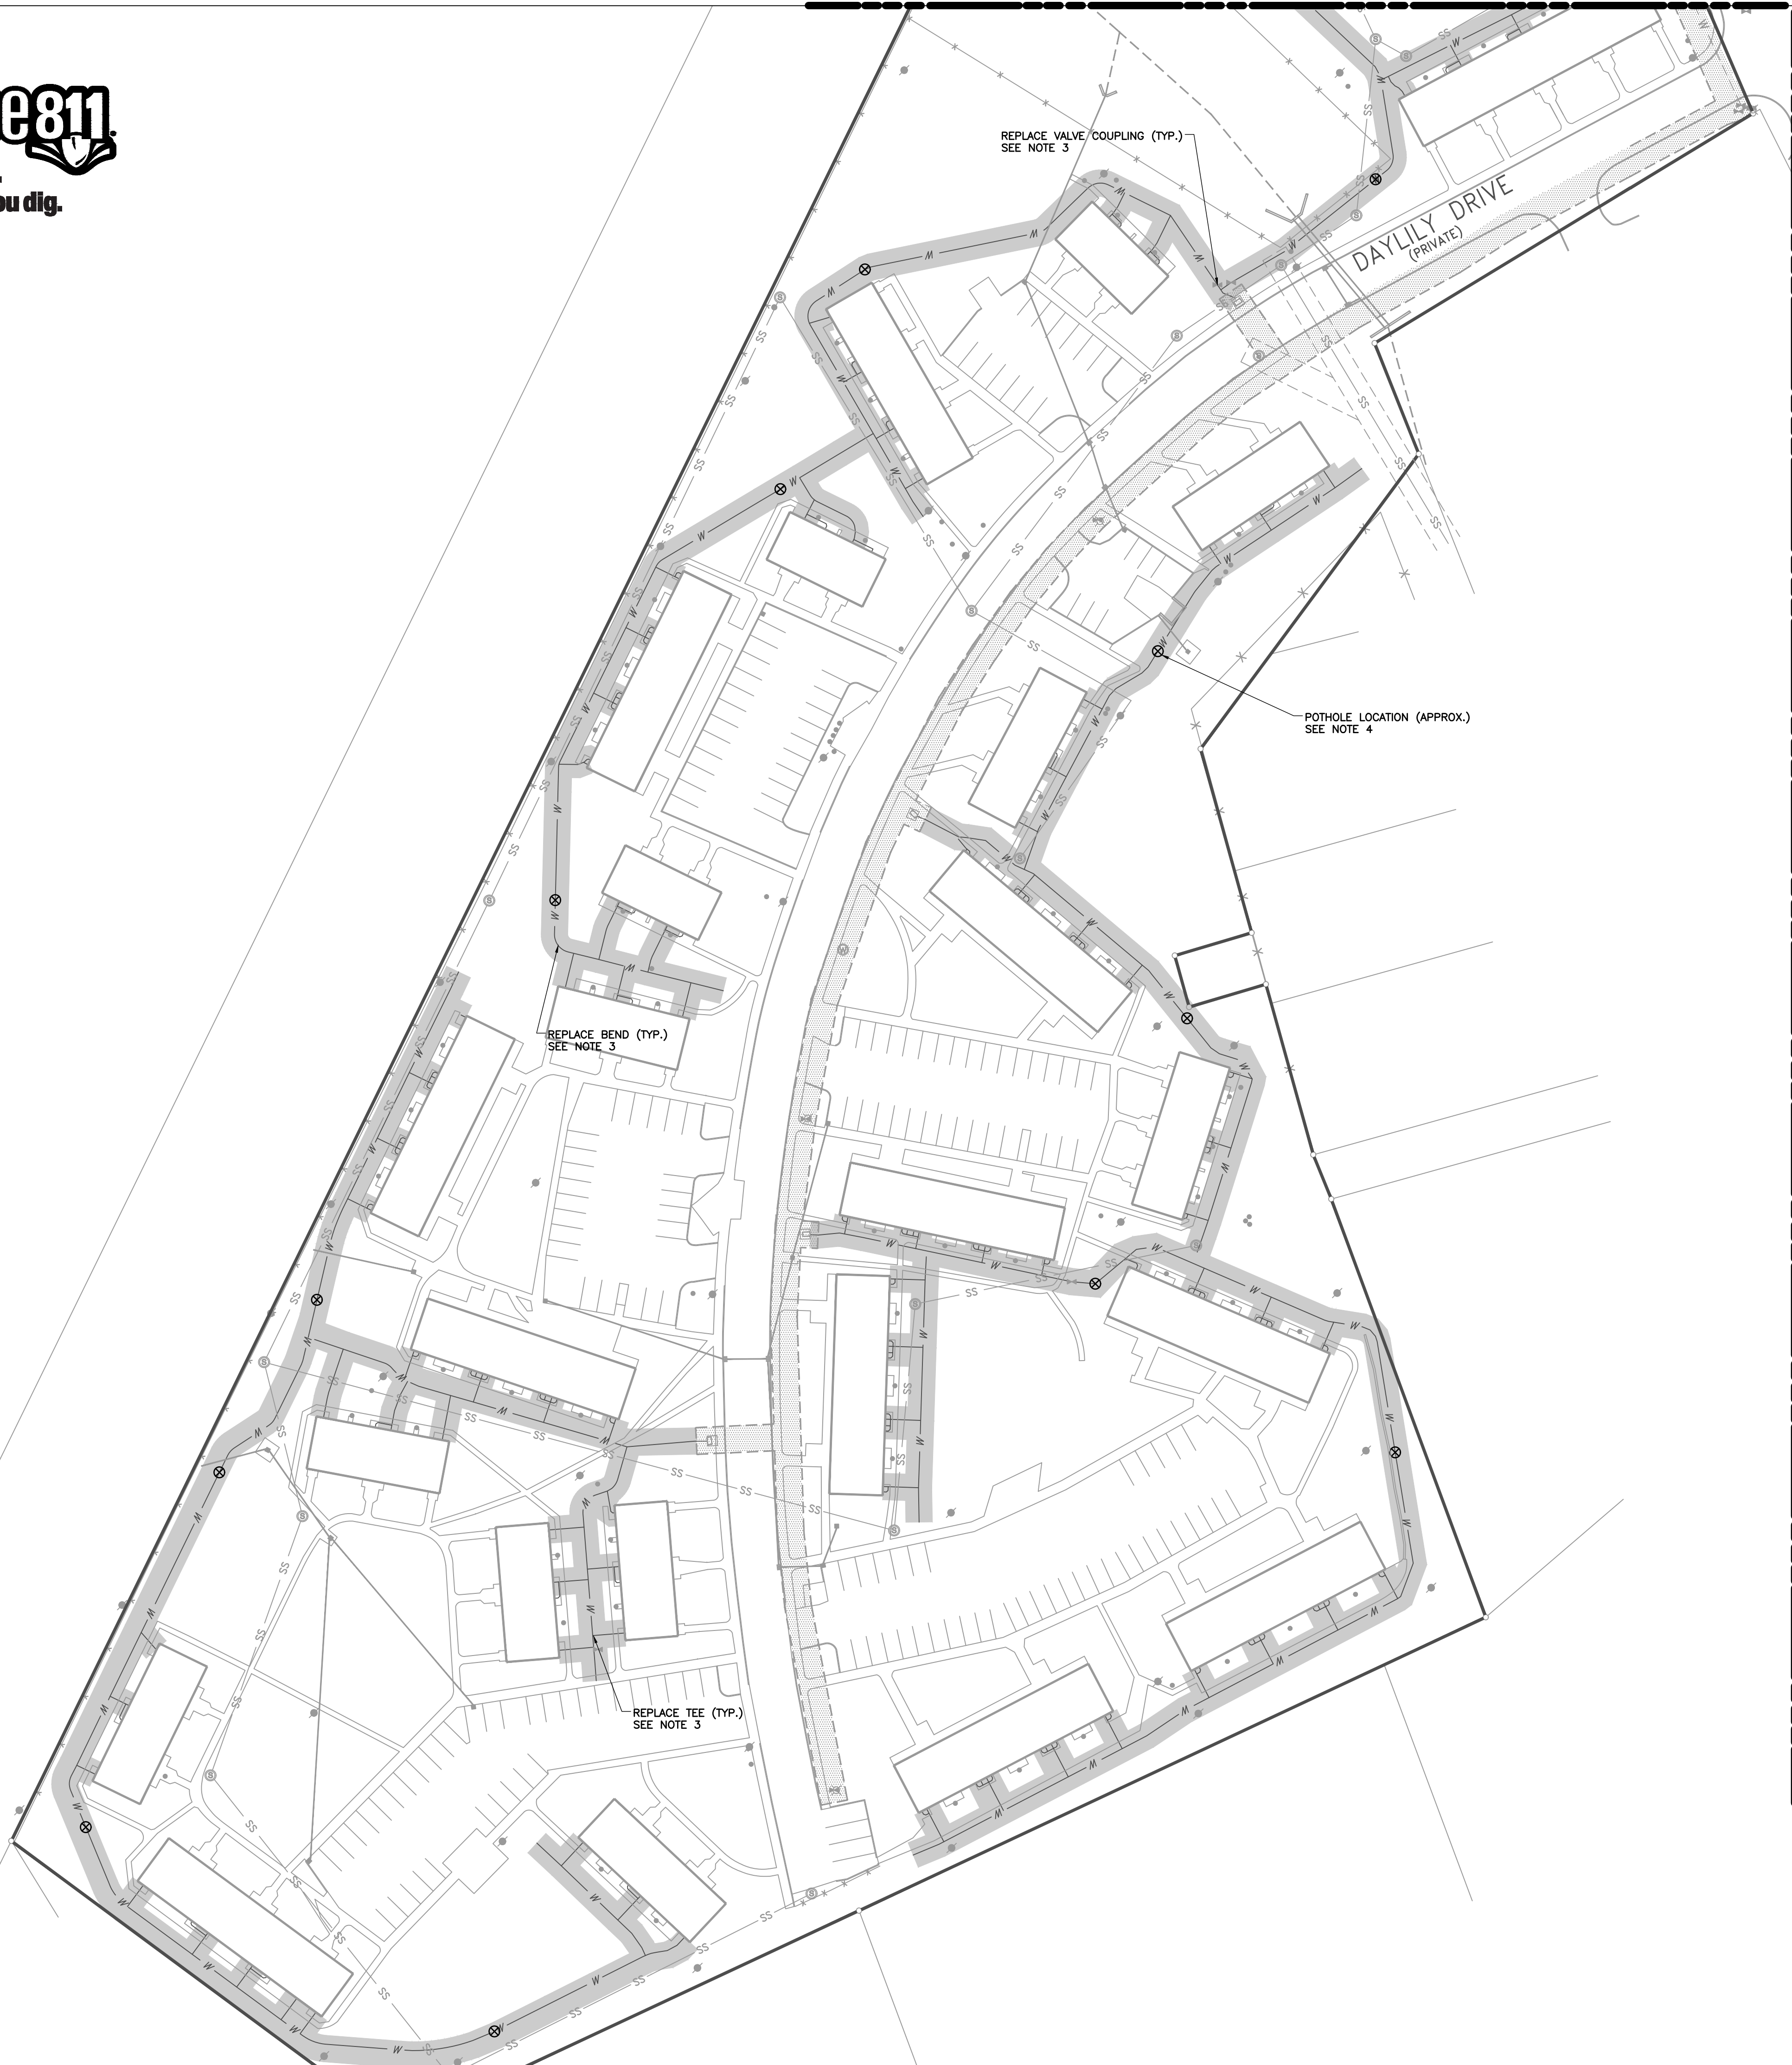 e811.
ou dig.
REPLACE VALVE COUPLING (TYP.)
SEE NOTE 3
DAYLILY DRIVE
(PRIVATE)
POTHOLE LOCATION (APPROX.)
SEE NOTE 4
REPLACE BEND (TYP.)
SEE NOTE 3
REPLACE TEE (TYP.)
SEE NOTE 3